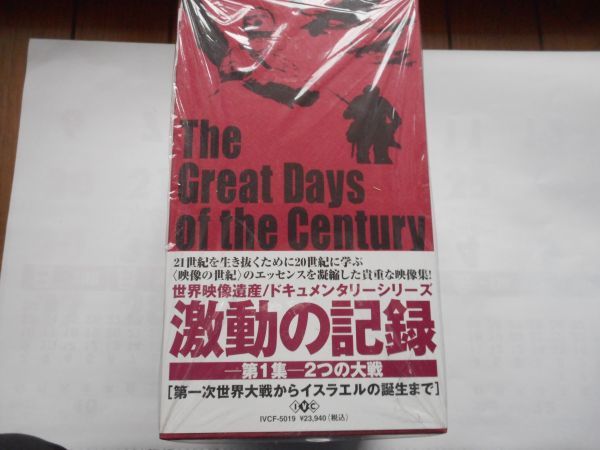 The
Great Days
of the Century
21世紀を生き抜くために20世紀に学ぶ
〈映像の世紀〉のエッセンスを凝縮した貴重な映像集!
世界映像遺産/ドキュメンタリーシリーズ
激動の記録
―第1集―2つの大戦
[第一次世界大戦からイスラエルの誕生まで]
IVC
IVCF-5019 ¥23,940(税込)